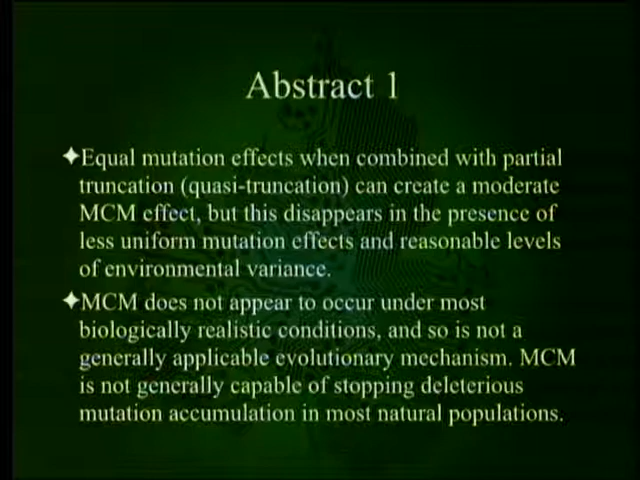 Abstract 1
✦Equal mutation effects when combined with partial
truncation (quasi-truncation) can create a moderate
MCM effect, but this disappears in the presence of
less uniform mutation effects and reasonable levels
of environmental variance.
✦MCM does not appear to occur under most
biologically realistic conditions, and so is not a
generally applicable evolutionary mechanism. MCM
is not generally capable of stopping deleterious
mutation accumulation in most natural populations.